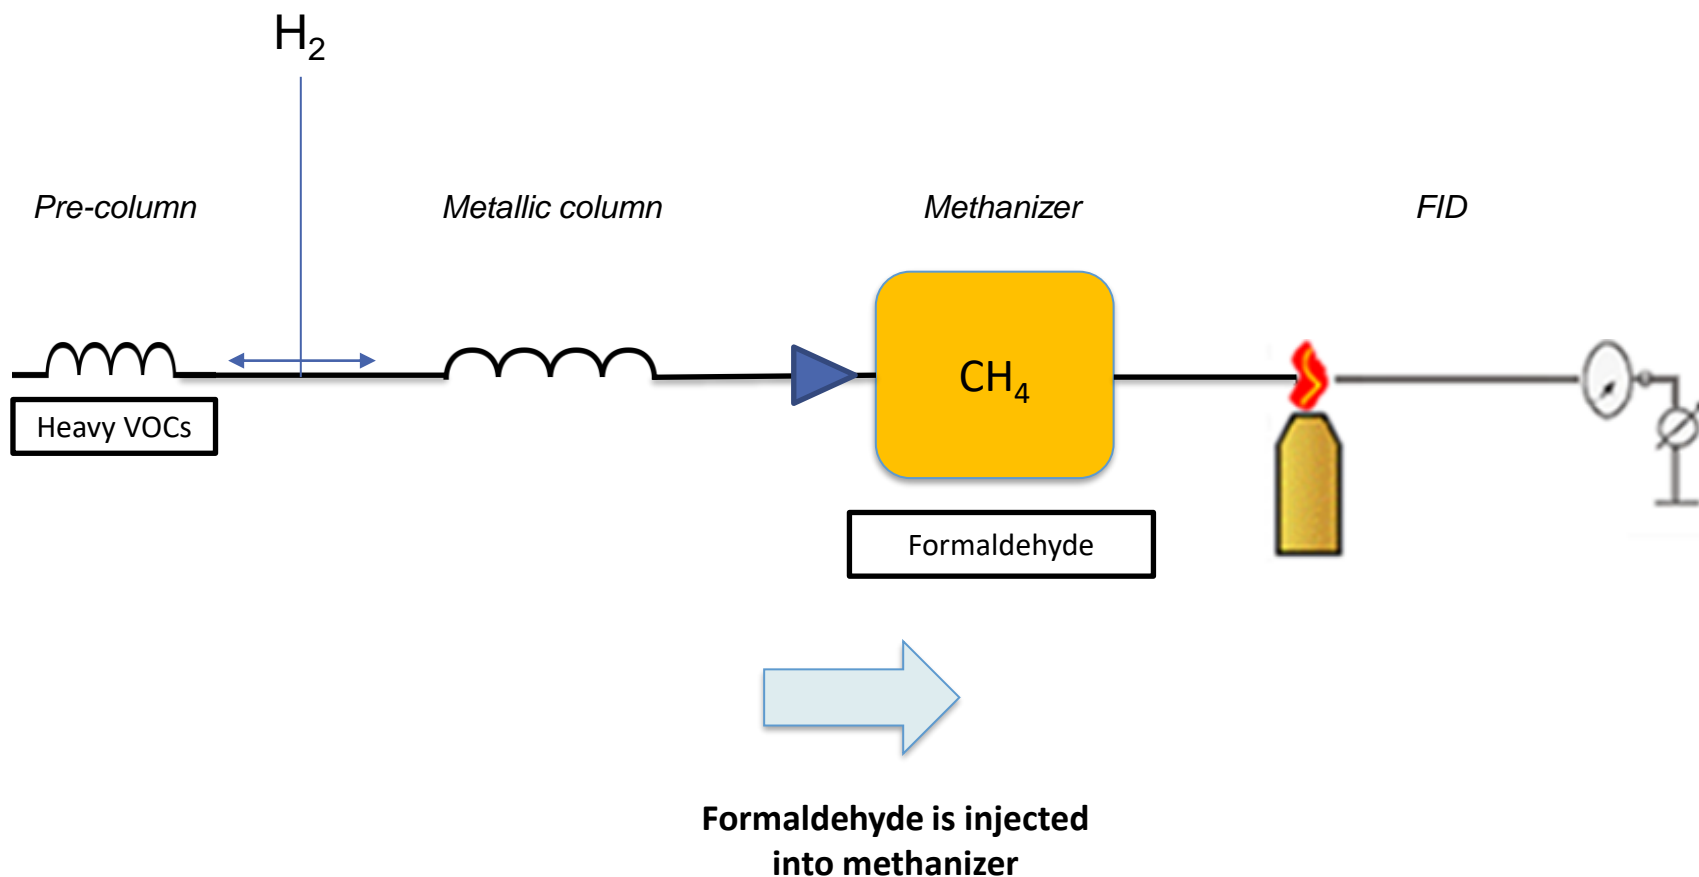 H₂
Pre-column
Metallic column
Methanizer
FID
CH₄
Heavy VOCs
Formaldehyde
Formaldehyde is injected
into methanizer